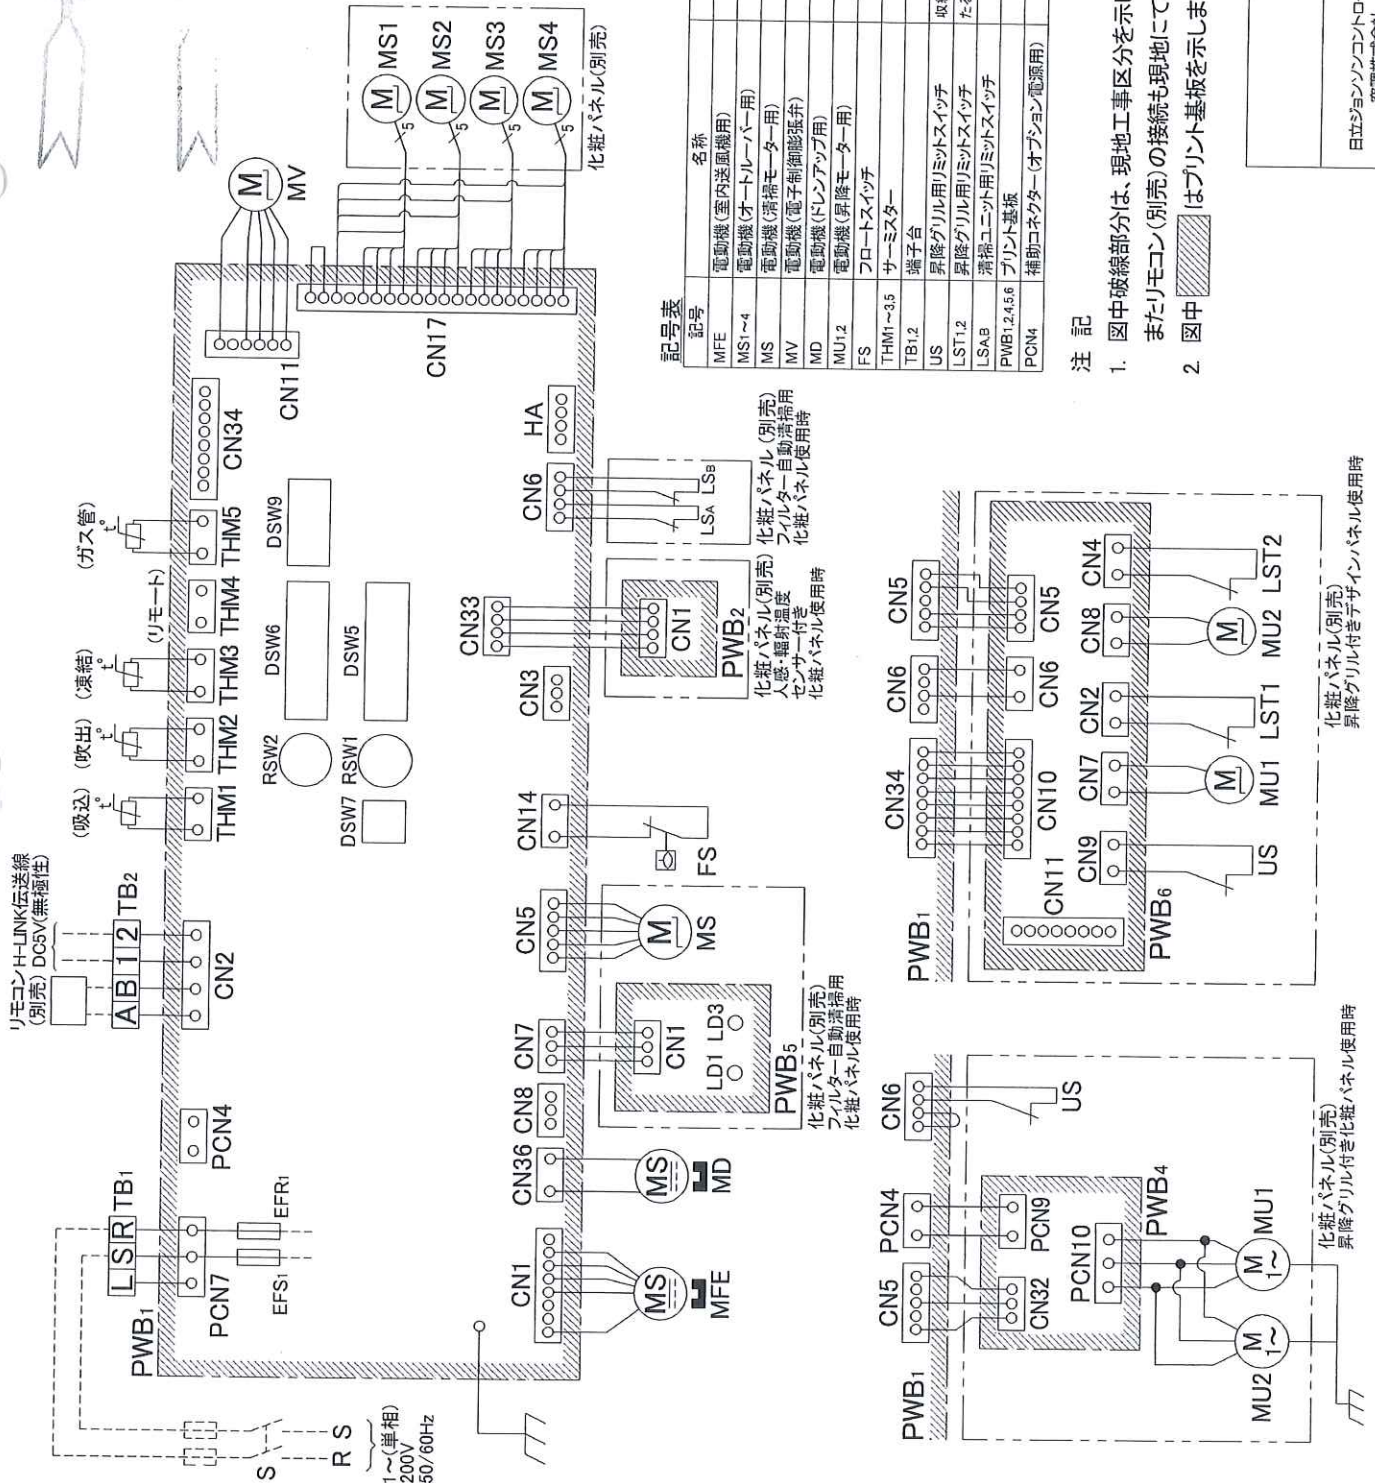 リモコン H-LINK伝送線
(別売) DC5V(無極性)
A B 1 2 TB2
CN2
L S R TB1
PCN7
PWB1
EFS1
EFR1
PCN4
S
R S
1～(単相)
200V
50/60Hz
(吸込)
t°
THM1
(吹出)
t°
THM2
(凍結)
t°
THM3
(リモート)
THM4
(ガス管)
t°
THM5
CN34
CN11
M
MV
DSW7
RSW1
RSW2
DSW5
DSW6
DSW9
CN17
M MS1
5
M MS2
5
M MS3
5
M MS4
5
化粧パネル(別売)
CN1
MS
MFE
CN36
MS
MD
CN8
CN7
CN1
LD1 LD3
PWB5
CN5
M
MS
化粧パネル(別売)
フィルター自動清掃用
化粧パネル使用時
CN14
FS
CN3
CN33
CN1
PWB2
化粧パネル(別売)
人感・輻射温度
センサー付き
化粧パネル使用時
CN6
LSA LSB
化粧パネル(別売)
フィルター自動清掃用
化粧パネル使用時
HA
PWB1
CN5
PCN4
CN6
CN32
PCN9
US
PCN10
PWB4
MU2
M
1～
M
1～
MU1
化粧パネル(別売)
昇降グリル付き化粧パネル使用時
PWB1
CN34
CN6
CN5
CN11
CN10
CN6
CN5
CN9
CN7
CN2
CN8
CN4
PWB6
US
M
MU1
LST1
M
MU2
LST2
化粧パネル(別売)
昇降グリル付きデザインパネル使用時
記号表
記号 名称
MFE 電動機(室内送風機用)
MS1～4 電動機(オートルーバー用)
MS 電動機(清掃モーター用)
MV 電動機(電子制御膨張弁)
MD 電動機(ドレンアップ用)
MU1,2 電動機(昇降モーター用)
FS フロートスイッチ
THM1～3,5 サーミスター
TB1,2 端子台
US 昇降グリル用リミットスイッチ
LST1,2 昇降グリル用リミットスイッチ
LSA,B 清掃ユニット用リミットスイッチ
PWB1,2,4,5,6 プリント基板
PCN4 補助コネクター(オプション電源用)
注 記
1. 図中破線部分は、現地工事区分を示し
またリモコン(別売)の接続も現地にて
2. 図中 はプリント基板を示しま
日立ジョンソンコントロー